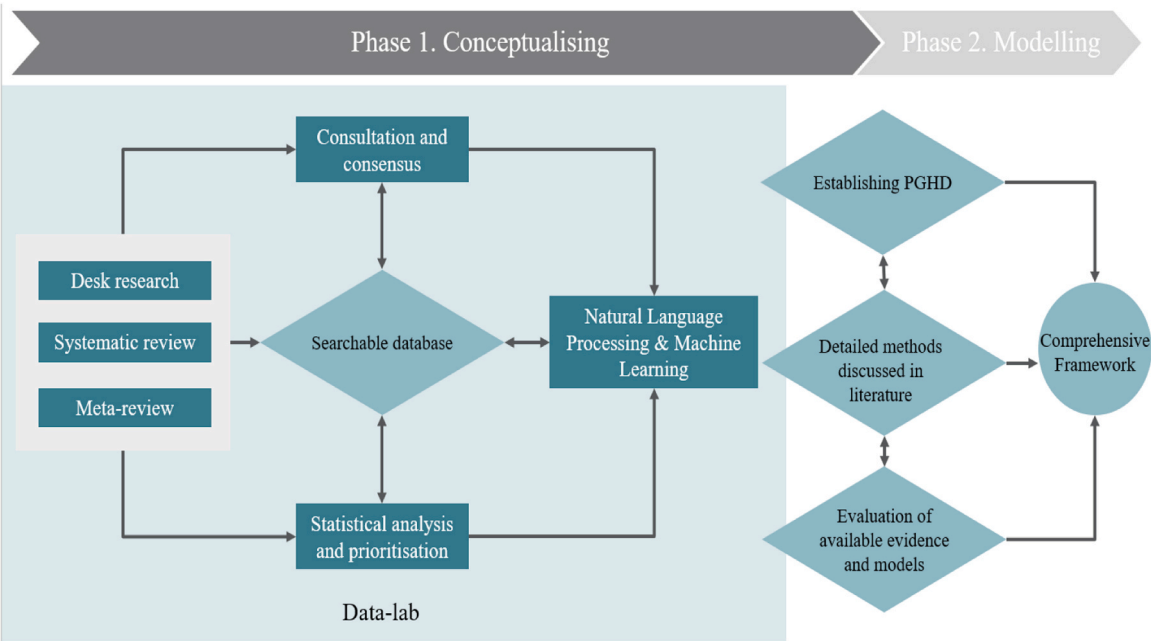 Phase 1. Conceptualising
Phase 2. Modelling
Consultation and
consensus
Desk research
Systematic review
Meta-review
Searchable database
Natural Language
Processing & Machine
Learning
Statistical analysis
and prioritisation
Data-lab
Establishing PGHD
Detailed methods
discussed in
literature
Evaluation of
available evidence
and models
Comprehensive
Framework